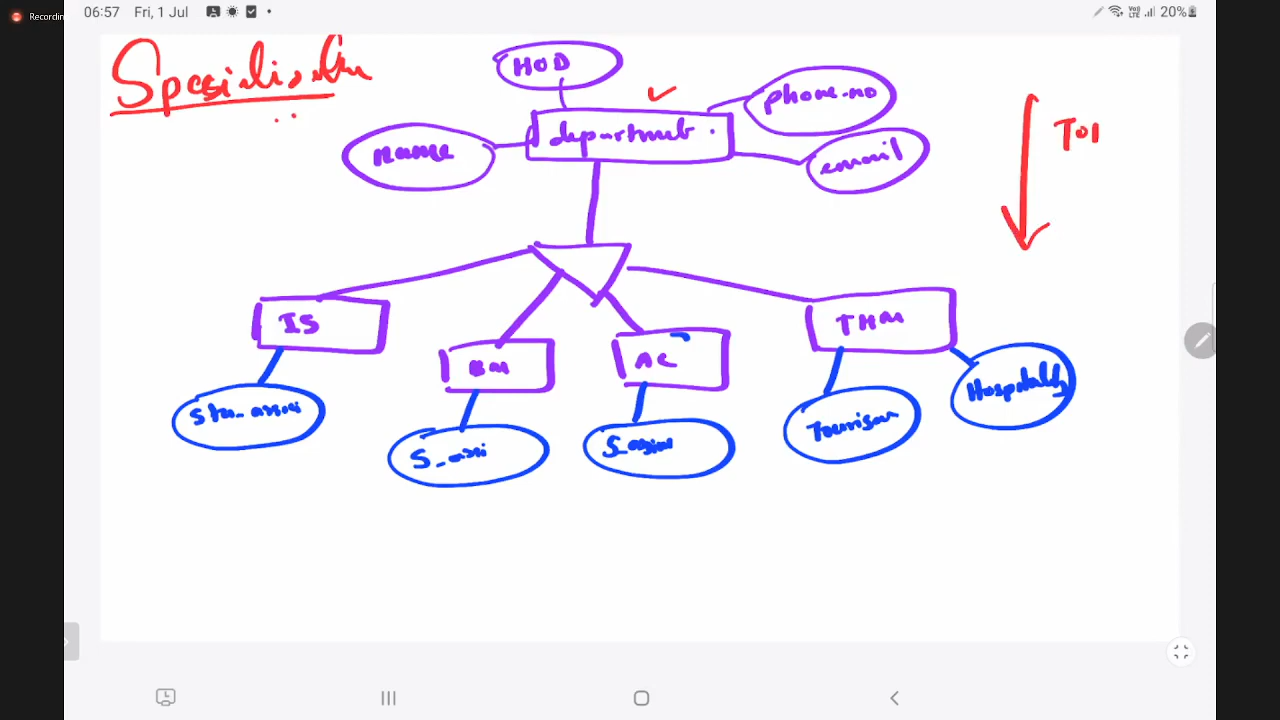 Recordin
06:57 Fri, 1 Jul
20%
HOD
phone-no
department
name
email
TOP
IS
BM
AC
THM
Tourism
Hospitality